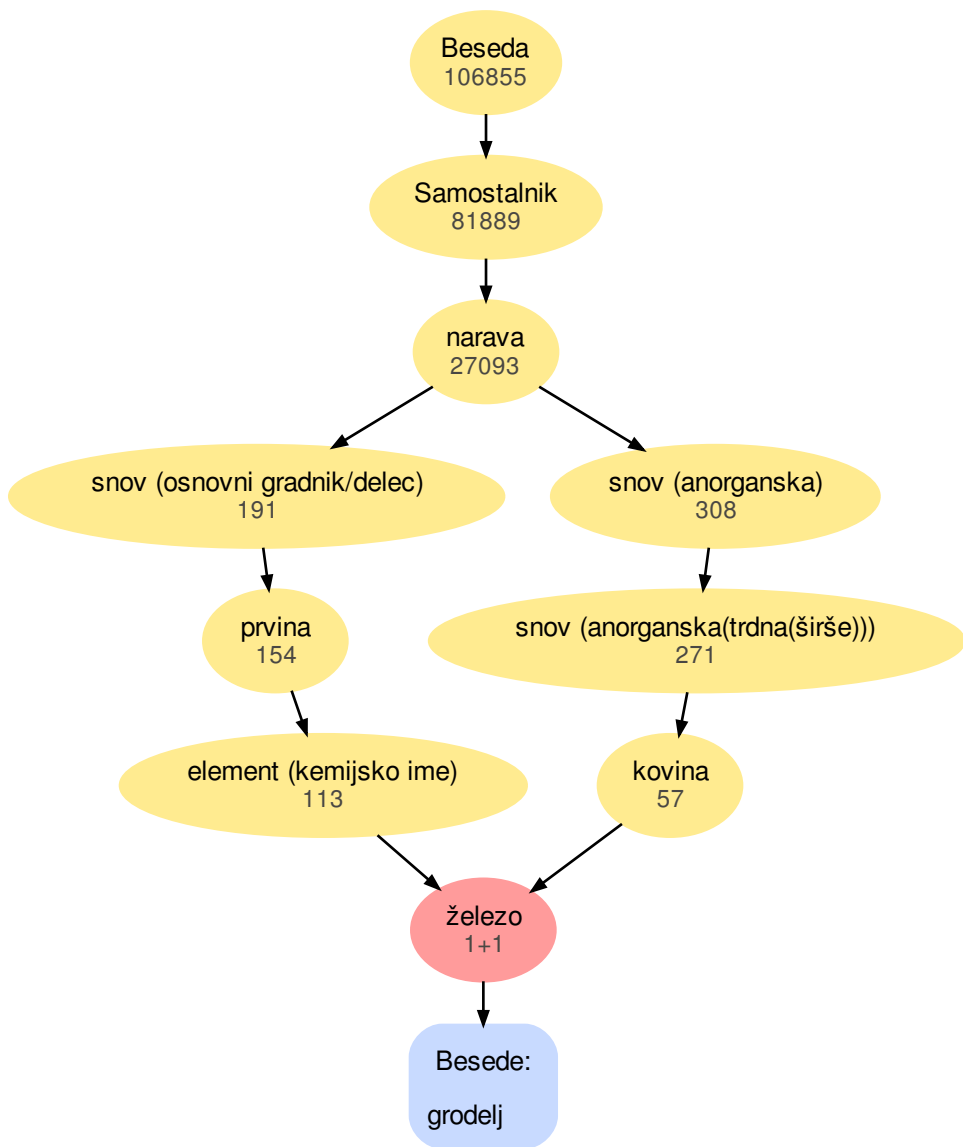 Beseda
106855
Samostalnik
81889
narava
27093
snov (osnovni gradnik/delec)
191
snov (anorganska)
308
prvina
154
snov (anorganska(trdna(širše)))
271
element (kemijsko ime)
113
kovina
57
železo
1+1
Besede:
grodelj